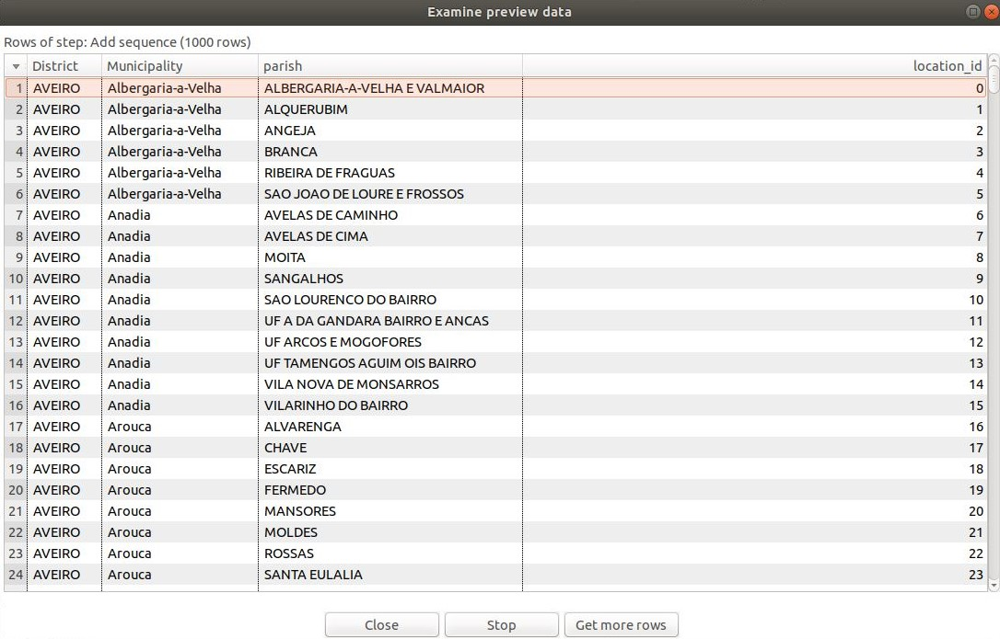 Examine preview data
Rows of step: Add sequence (1000 rows)
District Municipality parish location_id
1 AVEIRO Albergaria-a-Velha ALBERGARIA-A-VELHA E VALMAIOR 0
2 AVEIRO Albergaria-a-Velha ALQUERUBIM 1
3 AVEIRO Albergaria-a-Velha ANGEJA 2
4 AVEIRO Albergaria-a-Velha BRANCA 3
5 AVEIRO Albergaria-a-Velha RIBEIRA DE FRAGUAS 4
6 AVEIRO Albergaria-a-Velha SAO JOAO DE LOURE E FROSSOS 5
7 AVEIRO Anadia AVELAS DE CAMINHO 6
8 AVEIRO Anadia AVELAS DE CIMA 7
9 AVEIRO Anadia MOITA 8
10 AVEIRO Anadia SANGALHOS 9
11 AVEIRO Anadia SAO LOURENCO DO BAIRRO 10
12 AVEIRO Anadia UF A DA GANDARA BAIRRO E ANCAS 11
13 AVEIRO Anadia UF ARCOS E MOGOFORES 12
14 AVEIRO Anadia UF TAMENGOS AGUIM OIS BAIRRO 13
15 AVEIRO Anadia VILA NOVA DE MONSARROS 14
16 AVEIRO Anadia VILARINHO DO BAIRRO 15
17 AVEIRO Arouca ALVARENGA 16
18 AVEIRO Arouca CHAVE 17
19 AVEIRO Arouca ESCARIZ 18
20 AVEIRO Arouca FERMEDO 19
21 AVEIRO Arouca MANSORES 20
22 AVEIRO Arouca MOLDES 21
23 AVEIRO Arouca ROSSAS 22
24 AVEIRO Arouca SANTA EULALIA 23
Close Stop Get more rows